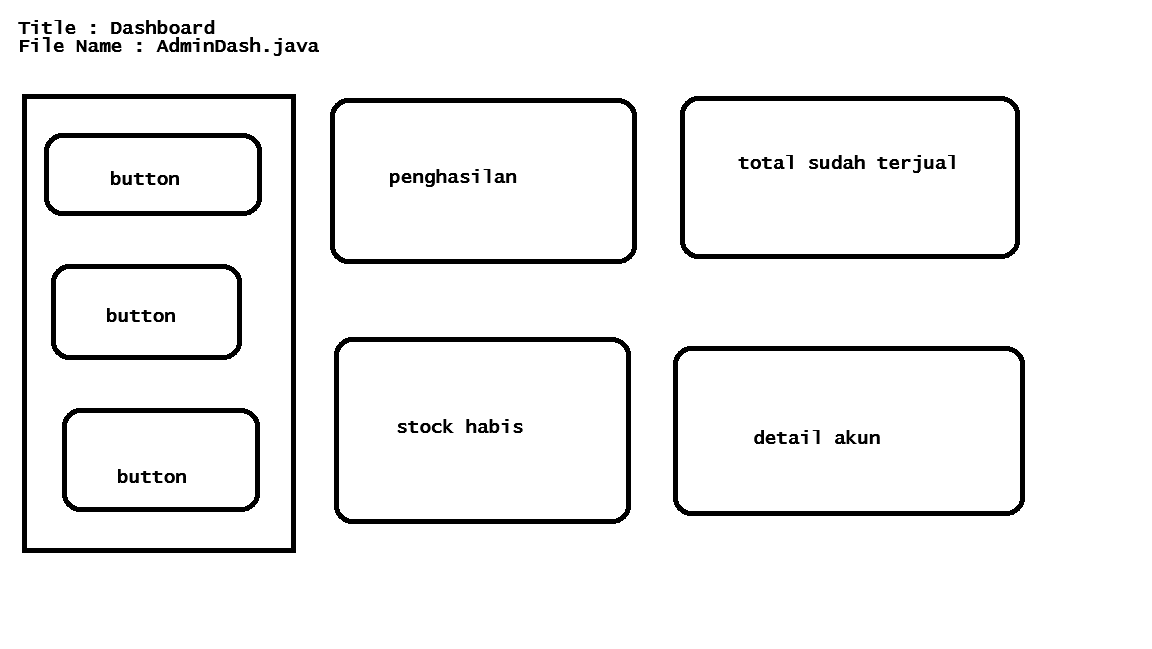 Title : Dashboard
File Name : AdminDash.java
button
button
button
penghasilan
total sudah terjual
stock habis
detail akun